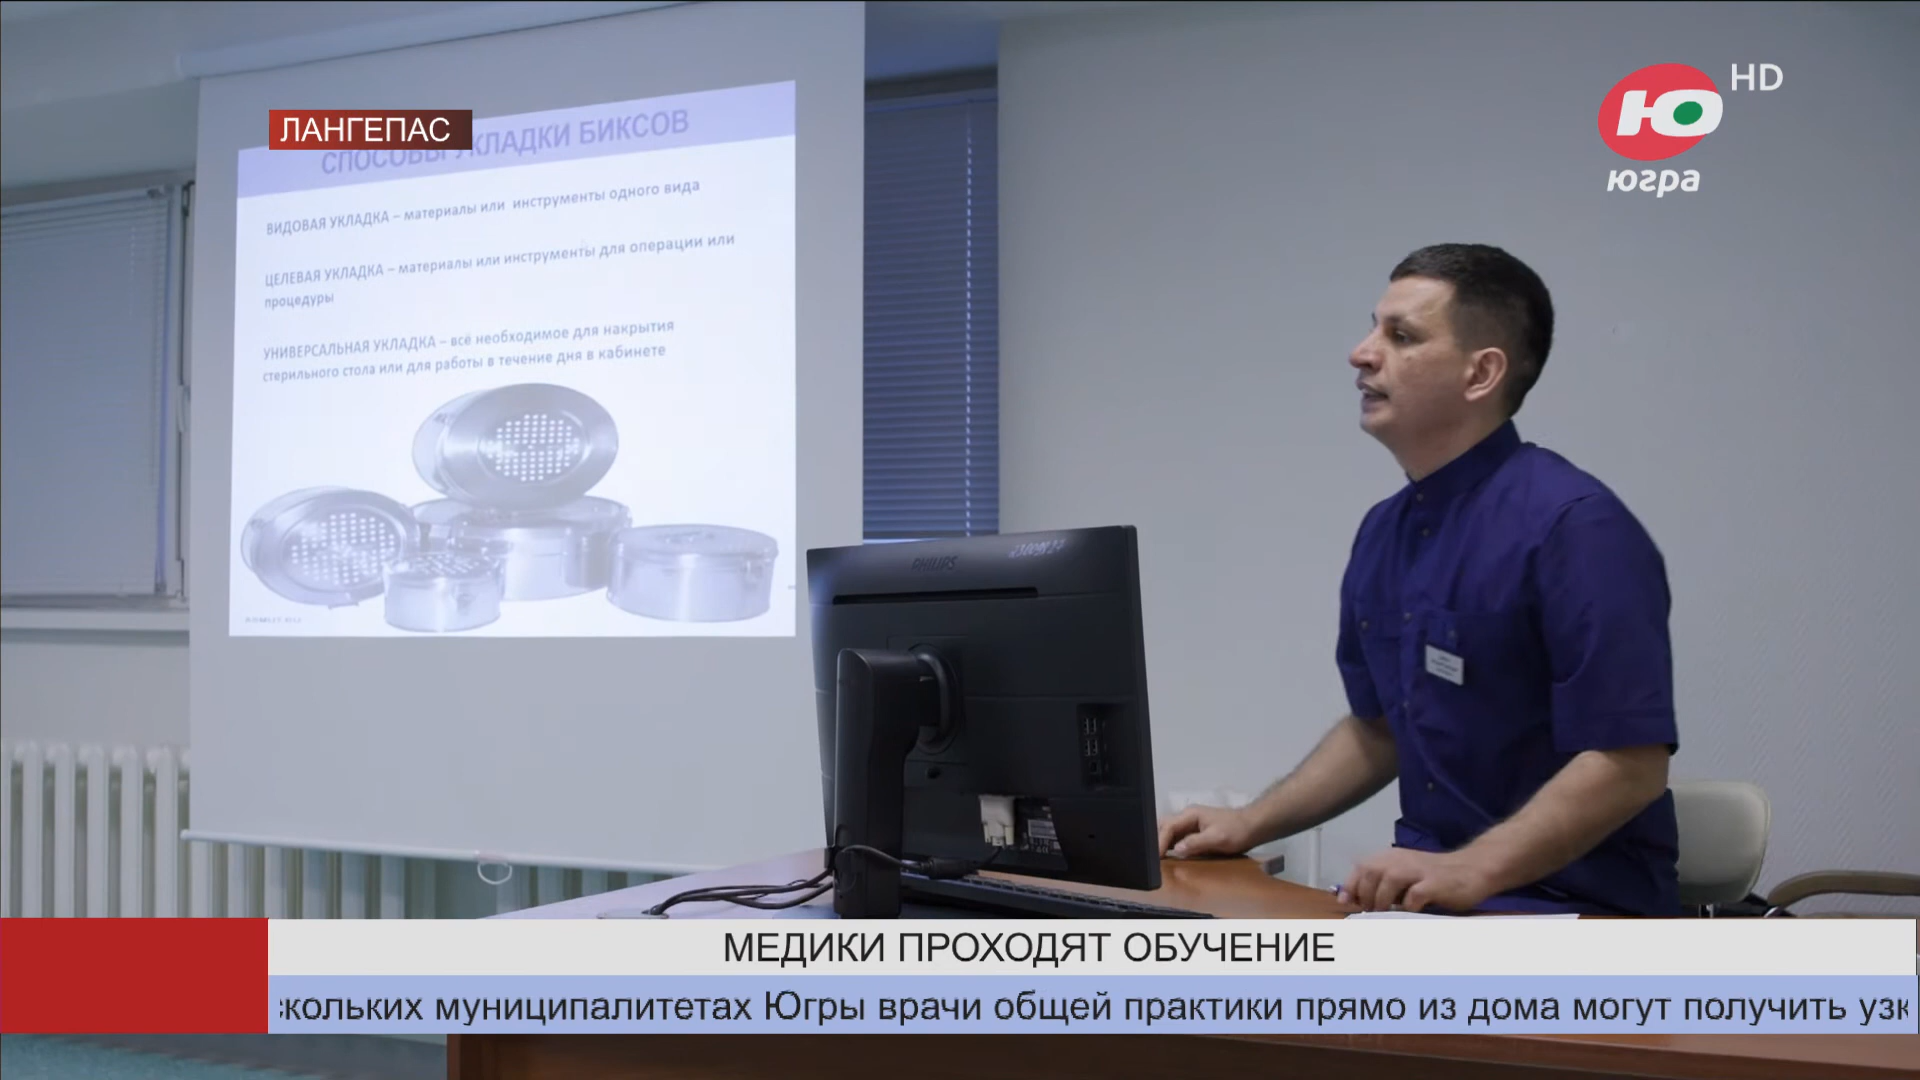 HD
Ю
югра
ЛАНГЕПАС
СПОСОБЫ УКЛАДКИ БИКСОВ
ВИДОВАЯ УКЛАДКА – материалы или инструменты одного вида
ЦЕЛЕВАЯ УКЛАДКА – материалы или инструменты для операции или
процедуры
УНИВЕРСАЛЬНАЯ УКЛАДКА – всё необходимое для накрытия
стерильного стола или для работы в течение дня в кабинете
PHILIPS
МЕДИКИ ПРОХОДЯТ ОБУЧЕНИЕ
скольких муниципалитетах Югры врачи общей практики прямо из дома могут получить узк